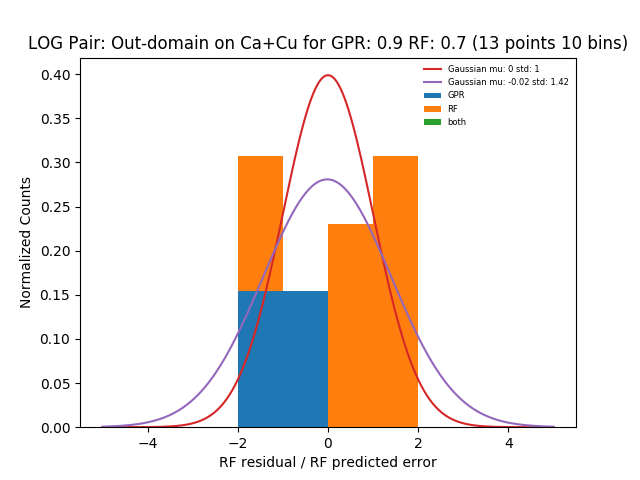 LOG Pair: Out-domain on Ca+Cu for GPR: 0.9 RF: 0.7 (13 points 10 bins)
Gaussian mu: 0 std: 1
Gaussian mu: -0.02 std: 1.42
GPR
RF
both
Normalized Counts
0.40
0.35
0.30
0.25
0.20
0.15
0.10
0.05
0.00
−4
−2
0
2
4
RF residual / RF predicted error